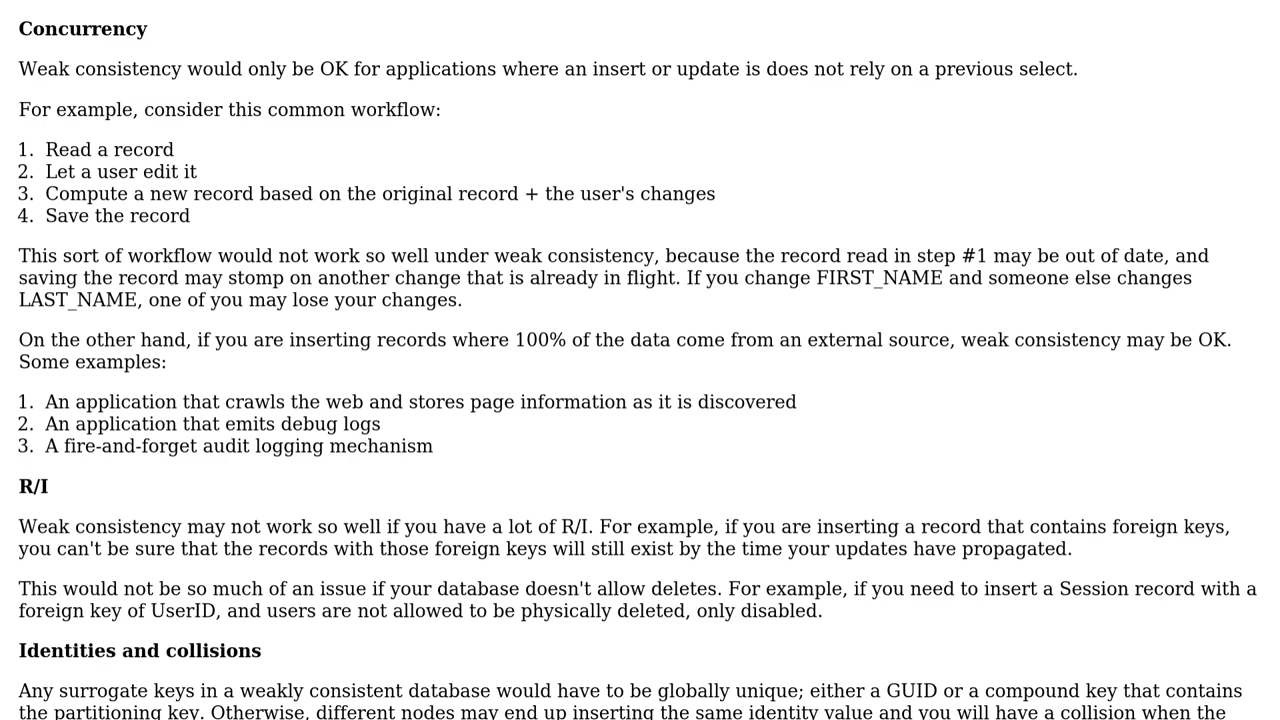 Concurrency
Weak consistency would only be OK for applications where an insert or update is does not rely on a previous select.
For example, consider this common workflow:
1. Read a record
2. Let a user edit it
3. Compute a new record based on the original record + the user's changes
4. Save the record
This sort of workflow would not work so well under weak consistency, because the record read in step #1 may be out of date, and
saving the record may stomp on another change that is already in flight. If you change FIRST_NAME and someone else changes
LAST_NAME, one of you may lose your changes.
On the other hand, if you are inserting records where 100% of the data come from an external source, weak consistency may be OK.
Some examples:
1. An application that crawls the web and stores page information as it is discovered
2. An application that emits debug logs
3. A fire-and-forget audit logging mechanism
R/I
Weak consistency may not work so well if you have a lot of R/I. For example, if you are inserting a record that contains foreign keys,
you can't be sure that the records with those foreign keys will still exist by the time your updates have propagated.
This would not be so much of an issue if your database doesn't allow deletes. For example, if you need to insert a Session record with a
foreign key of UserID, and users are not allowed to be physically deleted, only disabled.
Identities and collisions
Any surrogate keys in a weakly consistent database would have to be globally unique; either a GUID or a compound key that contains
the partitioning key. Otherwise, different nodes may end up inserting the same identity value and you will have a collision when the